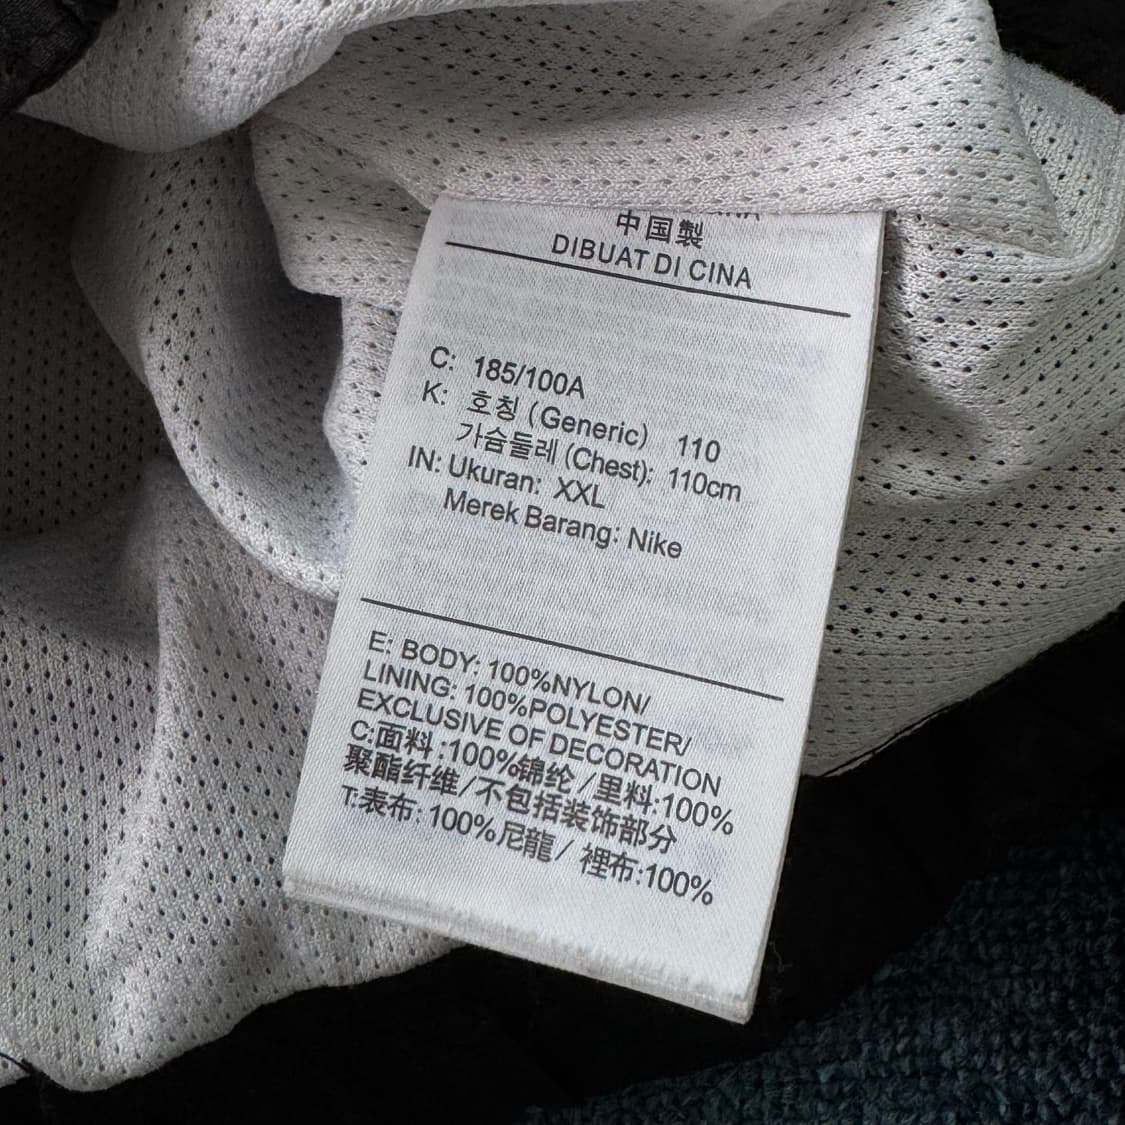 中国製
DIBUAT DI CINA
C: 185/100A
K: 호칭 (Generic) 110
가슴둘레 (Chest): 110cm
IN: Ukuran: XXL
Merek Barang: Nike
E: BODY: 100%NYLON/
LINING: 100%POLYESTER/
EXCLUSIVE OF DECORATION
C:面料:100%锦纶/里料:100%
聚酯纤维/不包括装饰部分
T:表布: 100%尼龍/ 裡布:100%